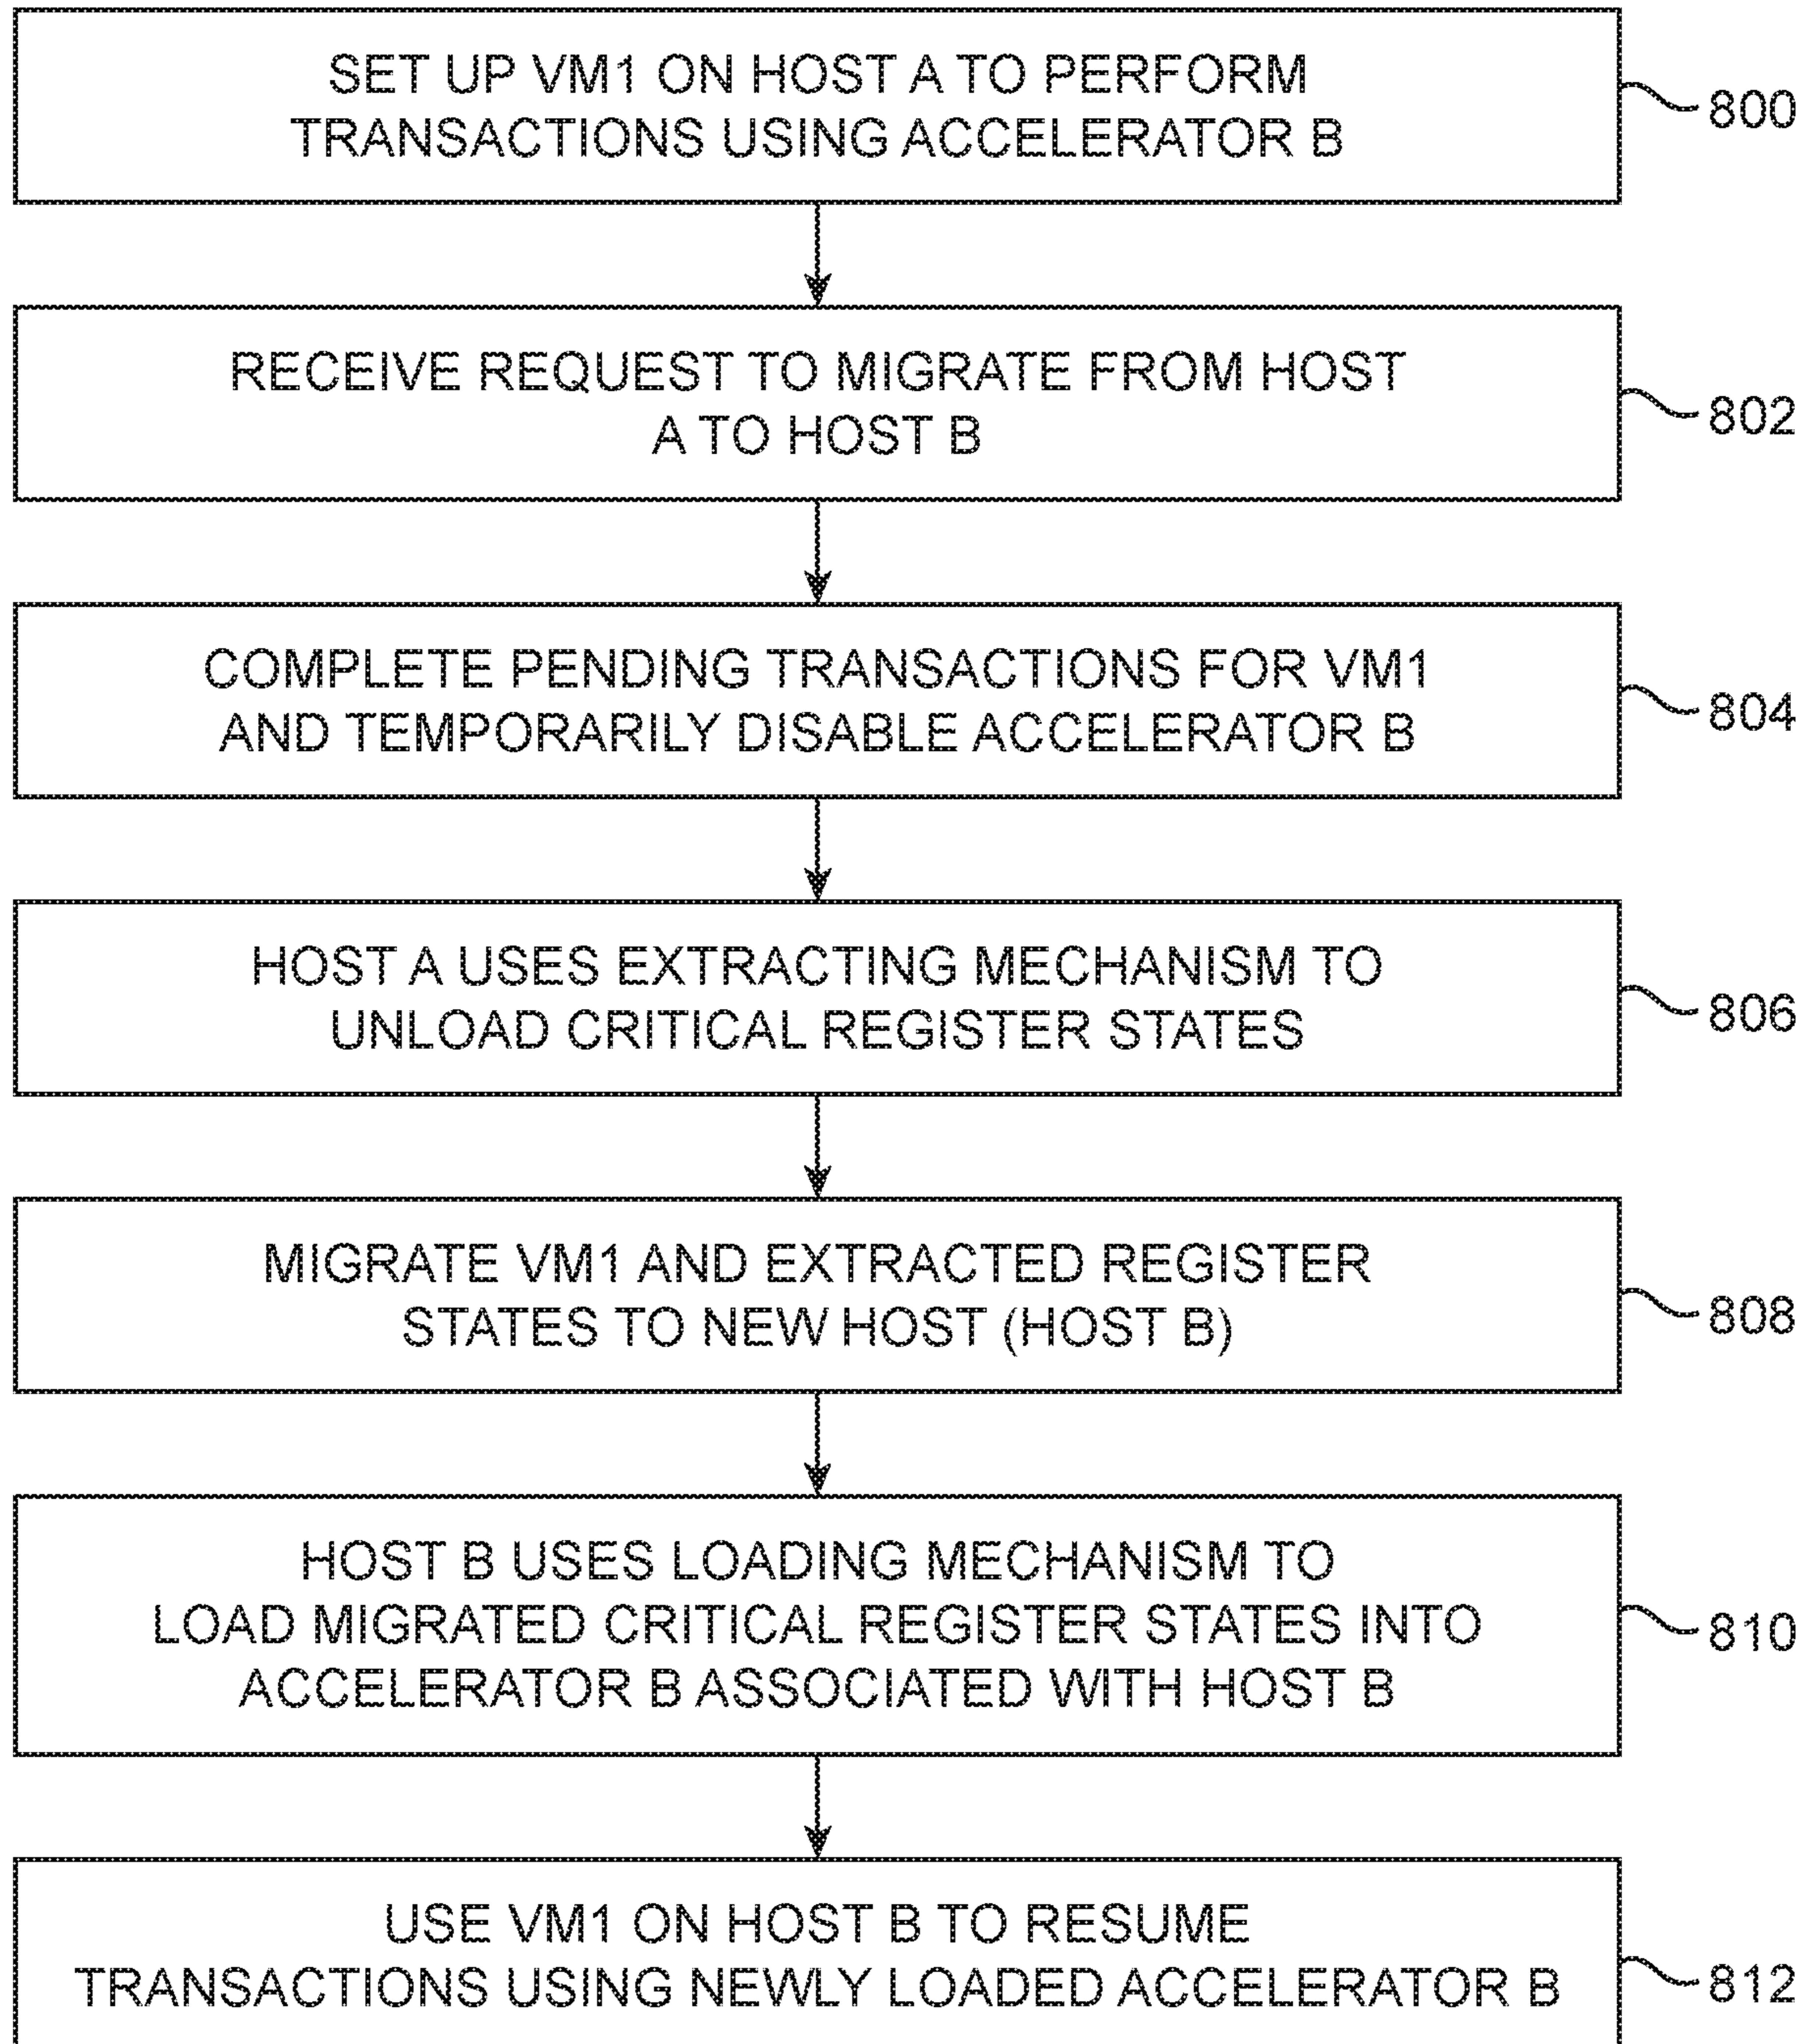 SET UP VM1 ON HOST A TO PERFORM
TRANSACTIONS USING ACCELERATOR B
800
RECEIVE REQUEST TO MIGRATE FROM HOST
A TO HOST B
802
COMPLETE PENDING TRANSACTIONS FOR VM1
AND TEMPORARILY DISABLE ACCELERATOR B
804
HOST A USES EXTRACTING MECHANISM TO
UNLOAD CRITICAL REGISTER STATES
806
MIGRATE VM1 AND EXTRACTED REGISTER
STATES TO NEW HOST (HOST B)
808
HOST B USES LOADING MECHANISM TO
LOAD MIGRATED CRITICAL REGISTER STATES INTO
ACCELERATOR B ASSOCIATED WITH HOST B
810
USE VM1 ON HOST B TO RESUME
TRANSACTIONS USING NEWLY LOADED ACCELERATOR B
812